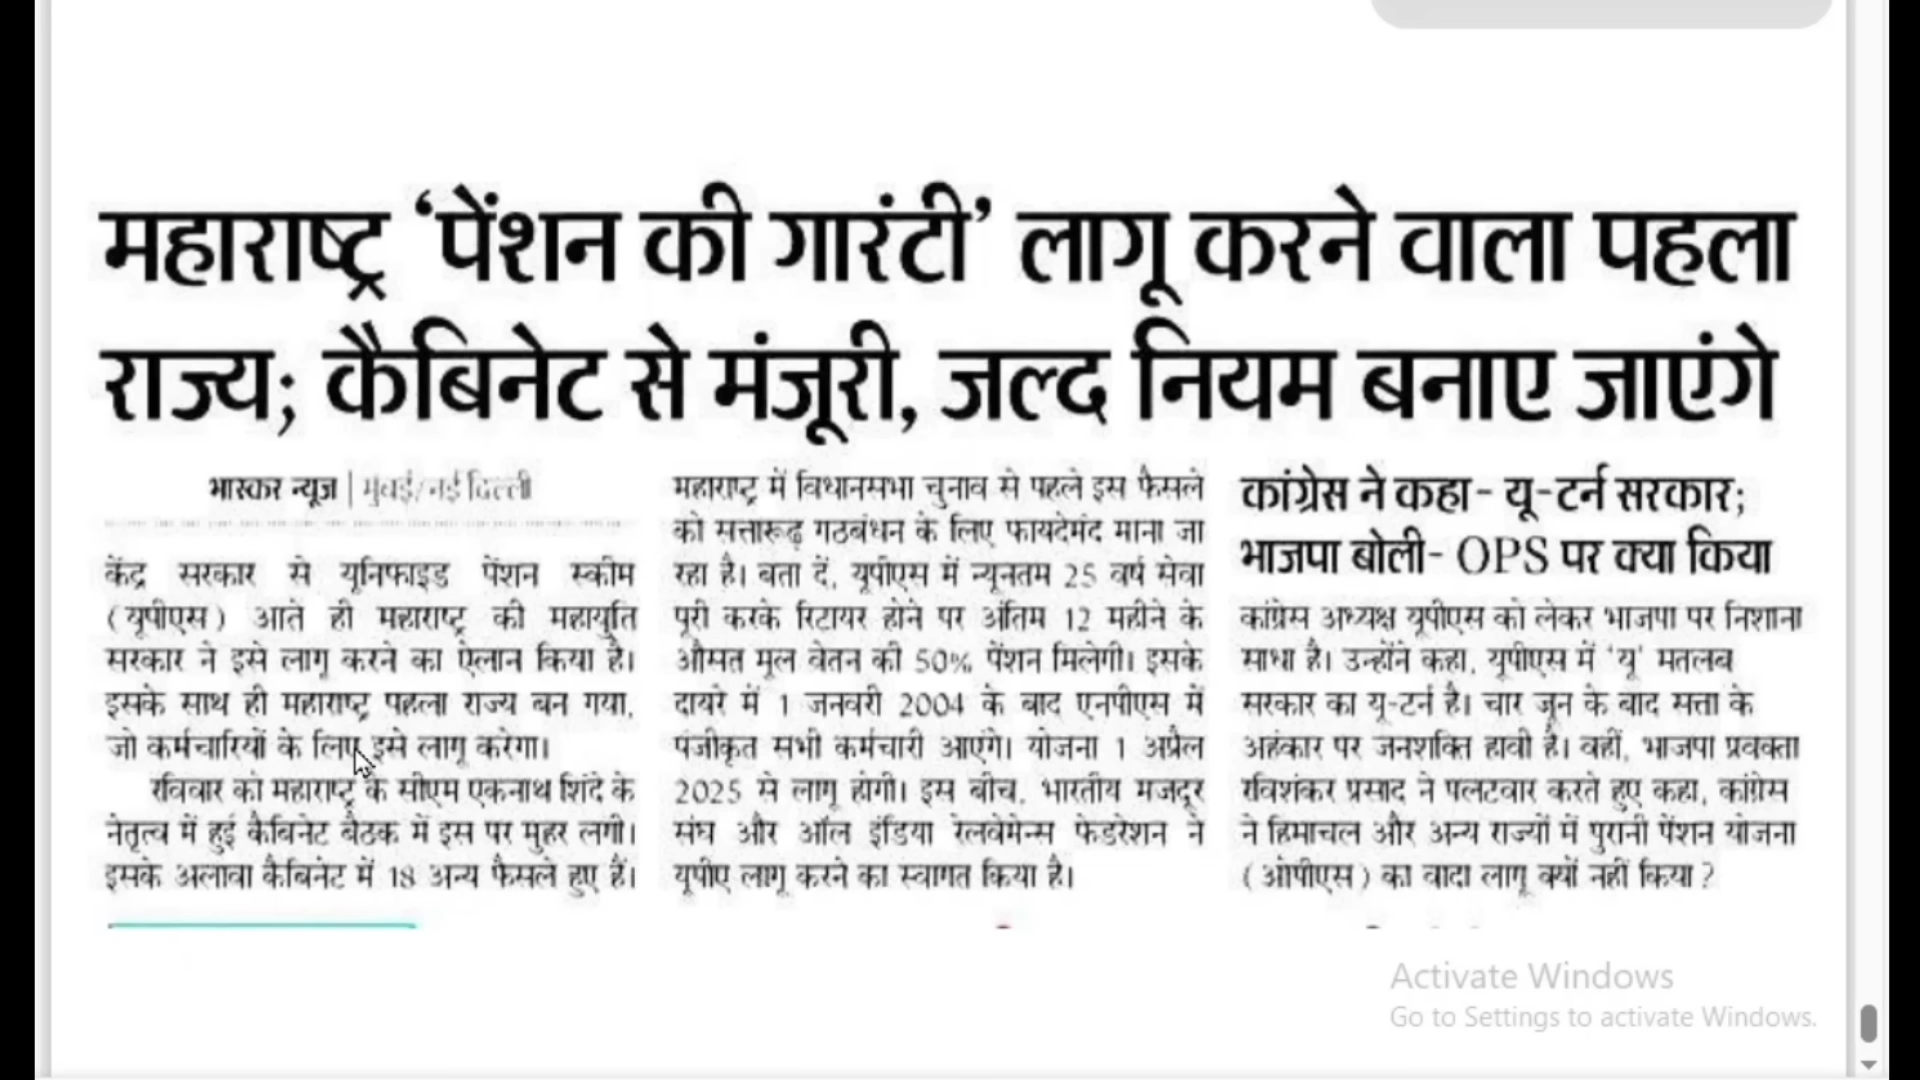 महाराष्ट्र ‘पेंशन की गारंटी’ लागू करने वाला पहला
राज्य; कैबिनेट से मंजूरी, जल्द नियम बनाए जाएंगे
भास्कर न्यूज | मुंबई/नई दिल्ली
केंद्र सरकार से यूनिफाइड पेंशन स्कीम
(यूपीएस) आते ही महाराष्ट्र की महायुति
सरकार ने इसे लागू करने का ऐलान किया है।
इसके साथ ही महाराष्ट्र पहला राज्य बन गया,
जो कर्मचारियों के लिए इसे लागू करेगा।
रविवार को महाराष्ट्र के सीएम एकनाथ शिंदे के
नेतृत्व में हुई कैबिनेट बैठक में इस पर मुहर लगी।
इसके अलावा कैबिनेट में 18 अन्य फैसले हुए हैं।
महाराष्ट्र में विधानसभा चुनाव से पहले इस फैसले
को सत्तारूढ़ गठबंधन के लिए फायदेमंद माना जा
रहा है। बता दें, यूपीएस में न्यूनतम 25 वर्ष सेवा
पूरी करके रिटायर होने पर अंतिम 12 महीने के
औसत मूल वेतन की 50% पेंशन मिलेगी। इसके
दायरे में 1 जनवरी 2004 के बाद एनपीएस में
पंजीकृत सभी कर्मचारी आएंगे। योजना 1 अप्रैल
2025 से लागू होगी। इस बीच, भारतीय मजदूर
संघ और ऑल इंडिया रेलवेमेन्स फेडरेशन ने
यूपीए लागू करने का स्वागत किया है।
कांग्रेस ने कहा- यू-टर्न सरकार;
भाजपा बोली- OPS पर क्या किया
कांग्रेस अध्यक्ष यूपीएस को लेकर भाजपा पर निशाना
साधा है। उन्होंने कहा, यूपीएस में 'यू' मतलब
सरकार का यू-टर्न है। चार जून के बाद सत्ता के
अहंकार पर जनशक्ति हावी है। वहीं, भाजपा प्रवक्ता
रविशंकर प्रसाद ने पलटवार करते हुए कहा, कांग्रेस
ने हिमाचल और अन्य राज्यों में पुरानी पेंशन योजना
(ओपीएस) का वादा लागू क्यों नहीं किया?
Activate Windows
Go to Settings to activate Windows.